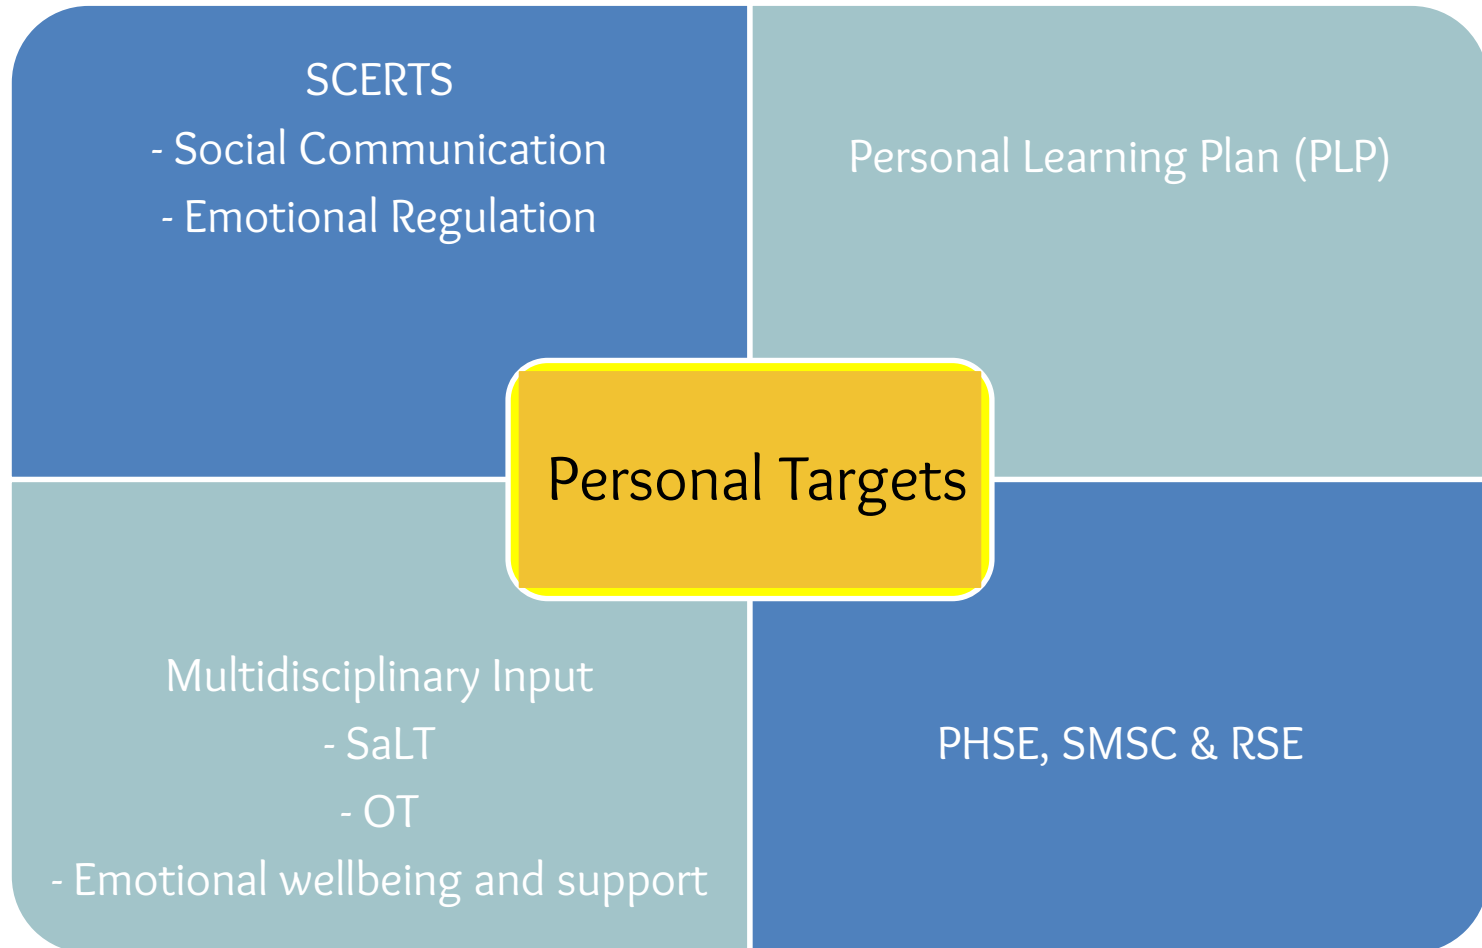 SCERTS
- Social Communication
- Emotional Regulation
Personal Learning Plan (PLP)
Personal Targets
Multidisciplinary Input
- SaLT
- OT
- Emotional wellbeing and support
PHSE, SMSC & RSE